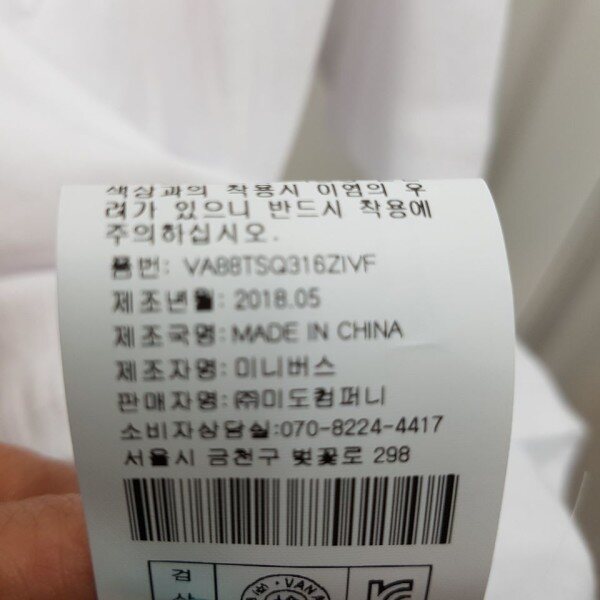 색상과의 착용시 이염의 우
려가 있으니 반드시 착용에
주의하십시오.
품번: VA88TSQ316ZIVF
제조년월: 2018.05
제조국명: MADE IN CHINA
제조자명: 미니버스
판매자명: ㈜미도컴퍼니
소비자상담실:070-8224-4417
서울시 금천구 벚꽃로 298
검
VAN